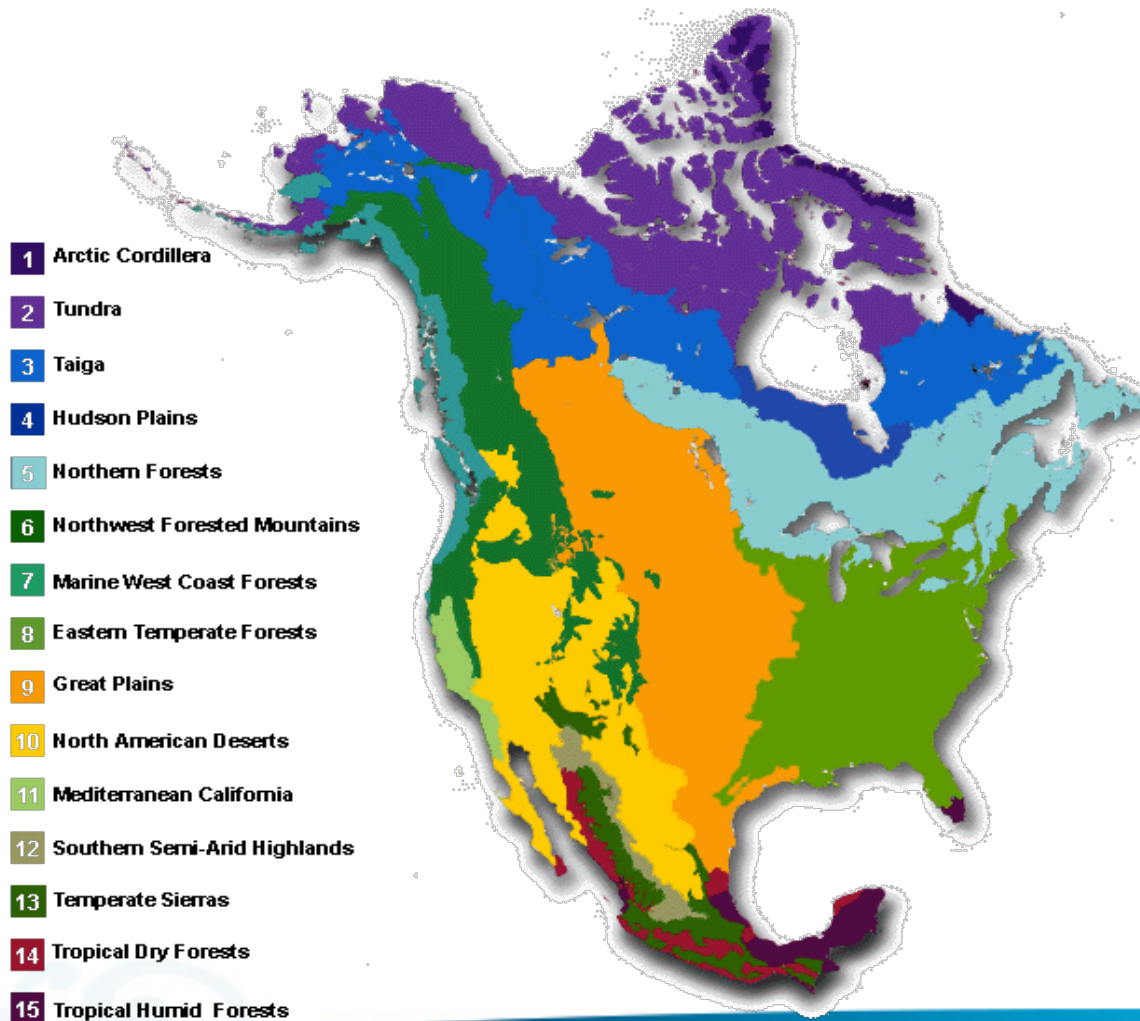 1 Arctic Cordillera
2 Tundra
3 Taiga
4 Hudson Plains
5 Northern Forests
6 Northwest Forested Mountains
7 Marine West Coast Forests
8 Eastern Temperate Forests
9 Great Plains
10 North American Deserts
11 Mediterranean California
12 Southern Semi-Arid Highlands
13 Temperate Sierras
14 Tropical Dry Forests
15 Tropical Humid Forests